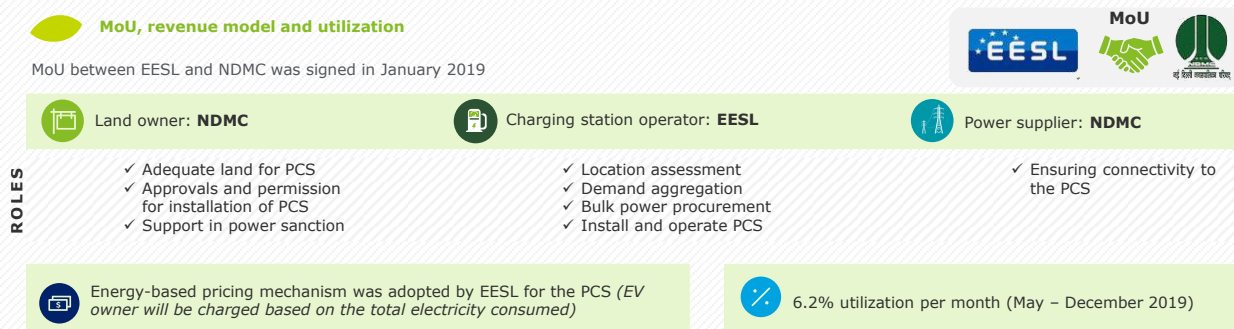 MoU, revenue model and utilization
MoU
EESL
नई दिल्ली नगरपालिका परिषद्
MoU between EESL and NDMC was signed in January 2019
Land owner: NDMC
Charging station operator: EESL
Power supplier: NDMC
ROLES
✓ Adequate land for PCS
✓ Approvals and permission
for installation of PCS
✓ Support in power sanction
✓ Location assessment
✓ Demand aggregation
✓ Bulk power procurement
✓ Install and operate PCS
✓ Ensuring connectivity to
the PCS
Energy-based pricing mechanism was adopted by EESL for the PCS (EV
owner will be charged based on the total electricity consumed)
6.2% utilization per month (May – December 2019)